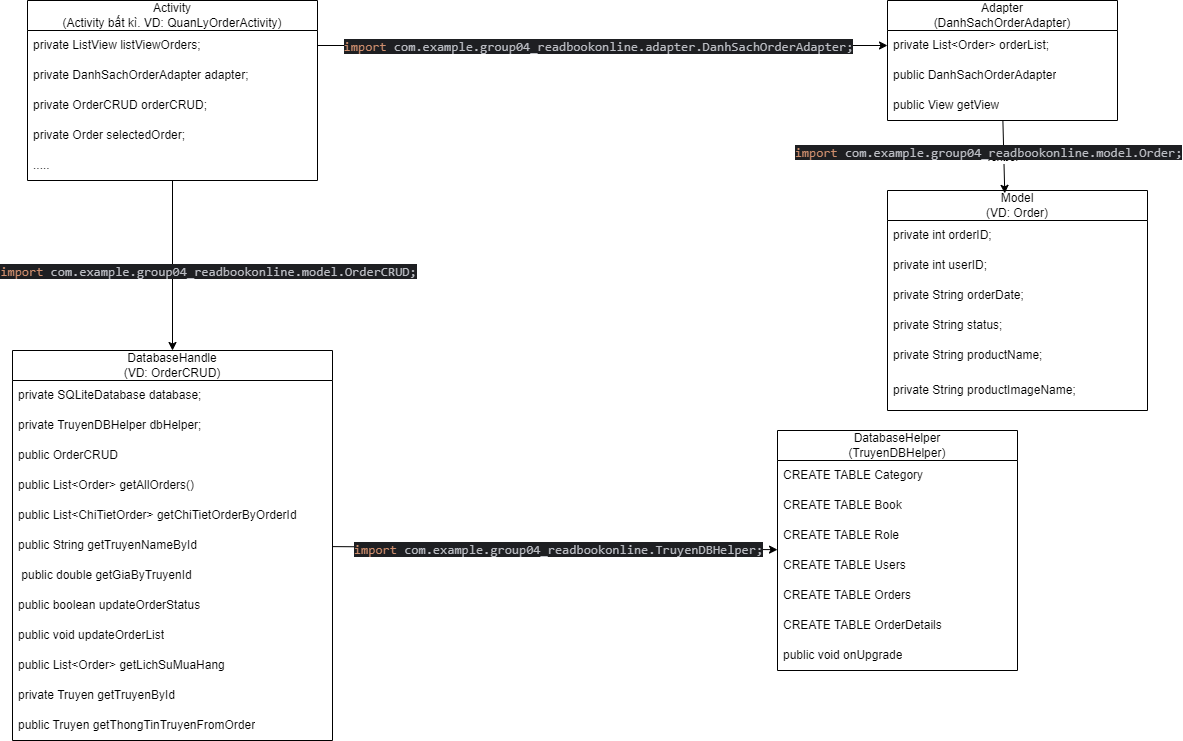 Activity
(Activity bất kì. VD: QuanLyOrderActivity)
private ListView listViewOrders;
private DanhSachOrderAdapter adapter;
private OrderCRUD orderCRUD;
private Order selectedOrder;
.....
import com.example.group04_readbookonline.adapter.DanhSachOrderAdapter;
Adapter
(DanhSachOrderAdapter)
private List<Order> orderList;
public DanhSachOrderAdapter
public View getView
import com.example.group04_readbookonline.model.Order;
Model
(VD: Order)
private int orderID;
private int userID;
private String orderDate;
private String status;
private String productName;
private String productImageName;
import com.example.group04_readbookonline.model.OrderCRUD;
DatabaseHandle
(VD: OrderCRUD)
private SQLiteDatabase database;
private TruyenDBHelper dbHelper;
public OrderCRUD
public List<Order> getAllOrders()
public List<ChiTietOrder> getChiTietOrderByOrderId
public String getTruyenNameById
public double getGiaByTruyenId
public boolean updateOrderStatus
public void updateOrderList
public List<Order> getLichSuMuaHang
private Truyen getTruyenById
public Truyen getThongTinTruyenFromOrder
import com.example.group04_readbookonline.TruyenDBHelper;
DatabaseHelper
(TruyenDBHelper)
CREATE TABLE Category
CREATE TABLE Book
CREATE TABLE Role
CREATE TABLE Users
CREATE TABLE Orders
CREATE TABLE OrderDetails
public void onUpgrade